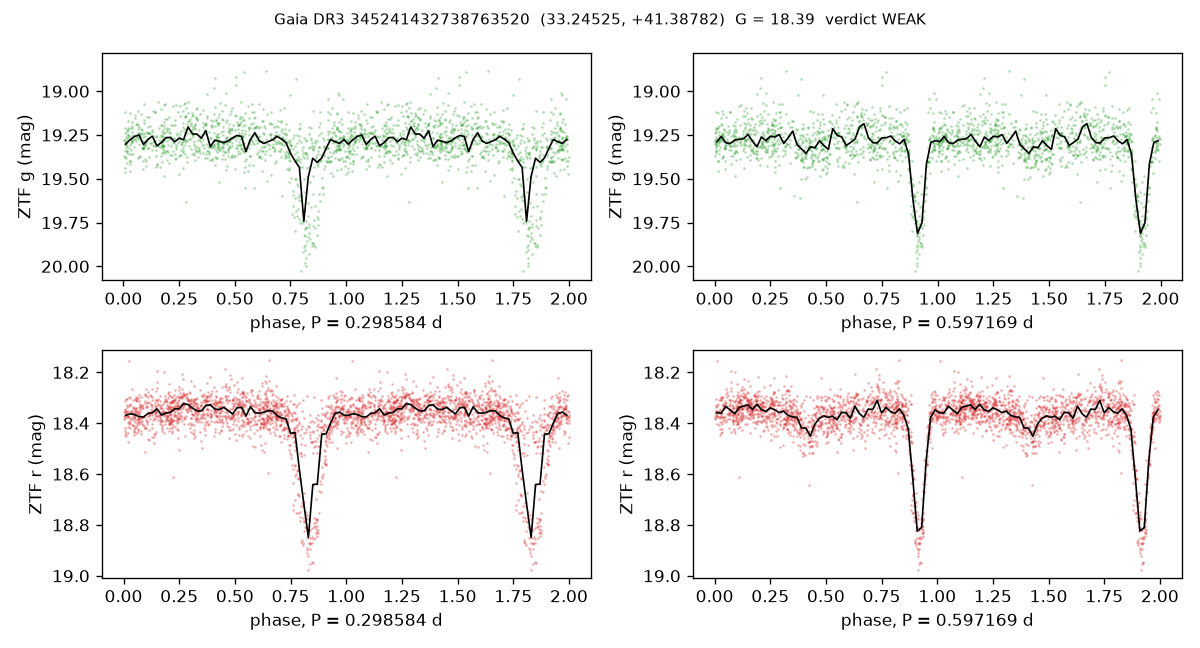 Gaia DR3 345241432738763520  (33.24525, +41.38782)  G = 18.39  verdict WEAK
ZTF g (mag)
19.00
19.25
19.50
19.75
20.00
0.00 0.25 0.50 0.75 1.00 1.25 1.50 1.75 2.00
phase, P = 0.298584 d
ZTF g (mag)
19.00
19.25
19.50
19.75
20.00
0.00 0.25 0.50 0.75 1.00 1.25 1.50 1.75 2.00
phase, P = 0.597169 d
ZTF r (mag)
18.2
18.4
18.6
18.8
19.0
0.00 0.25 0.50 0.75 1.00 1.25 1.50 1.75 2.00
phase, P = 0.298584 d
ZTF r (mag)
18.2
18.4
18.6
18.8
19.0
0.00 0.25 0.50 0.75 1.00 1.25 1.50 1.75 2.00
phase, P = 0.597169 d